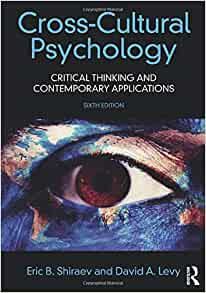 Cross-Cultural
Psychology
CRITICAL THINKING AND
CONTEMPORARY APPLICATIONS
SIXTH EDITION
Eric B. Shiraev and David A. Levy
R